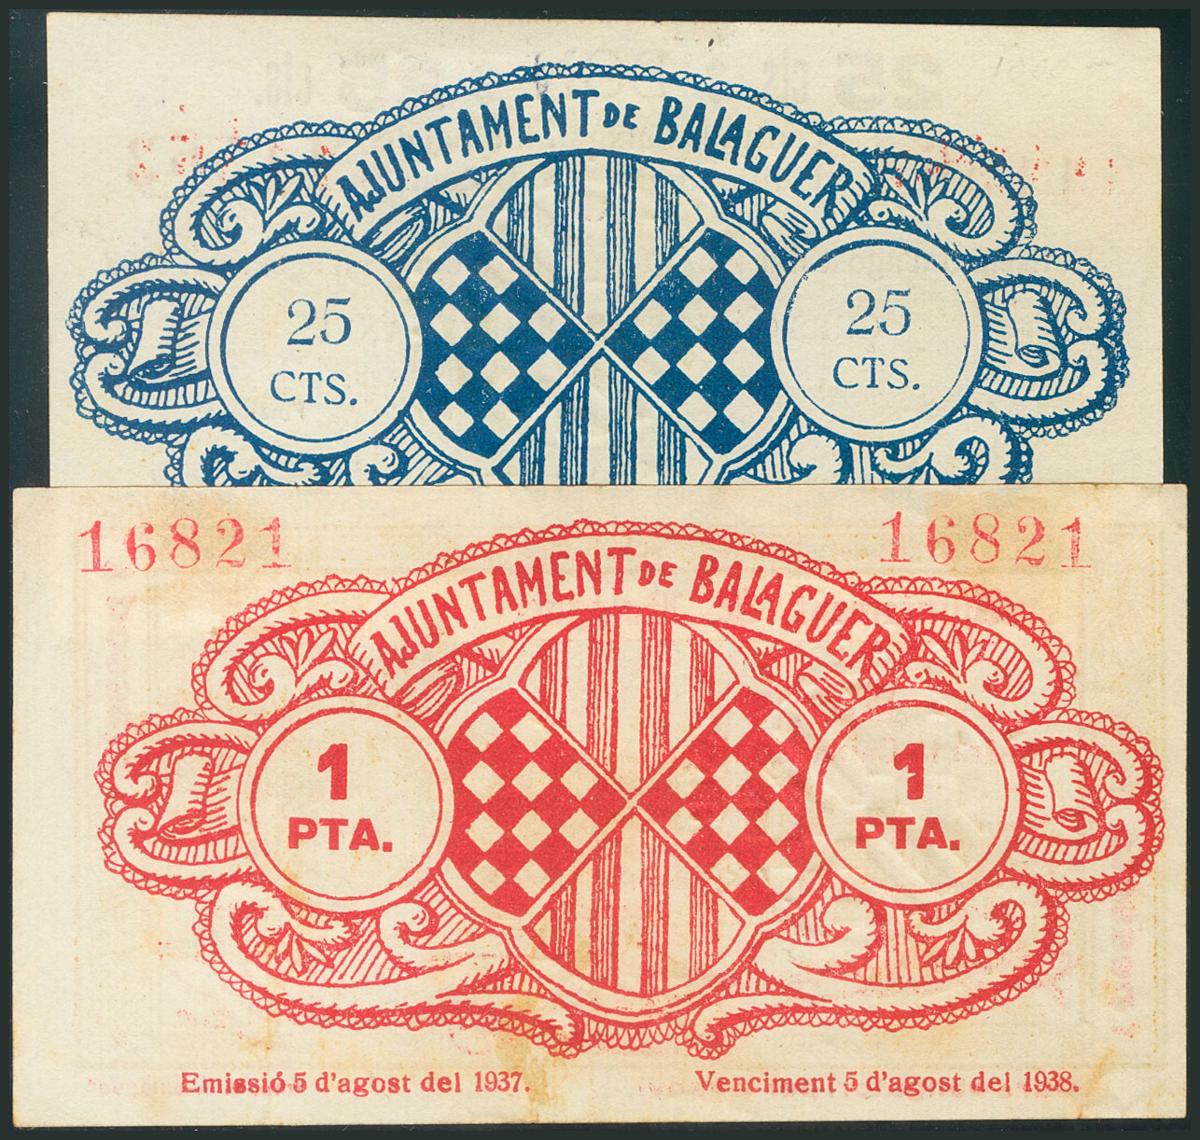 AJUNTAMENT DE BALAGUER
25 CTS.
25 CTS.
16821 16821
AJUNTAMENT DE BALAGUER
1 PTA.
1 PTA.
Emissió 5 d'agost del 1937. Venciment 5 d'agost del 1938.